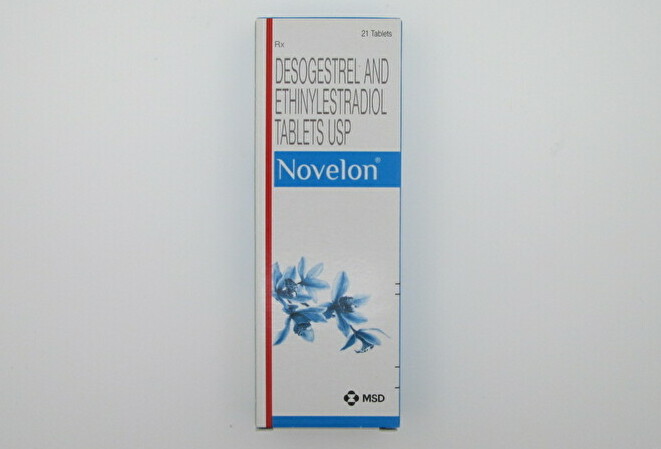 21 Tablets
Rx
DESOGESTREL AND
ETHINYLESTRADIOL
TABLETS USP
Novelon®
MSD